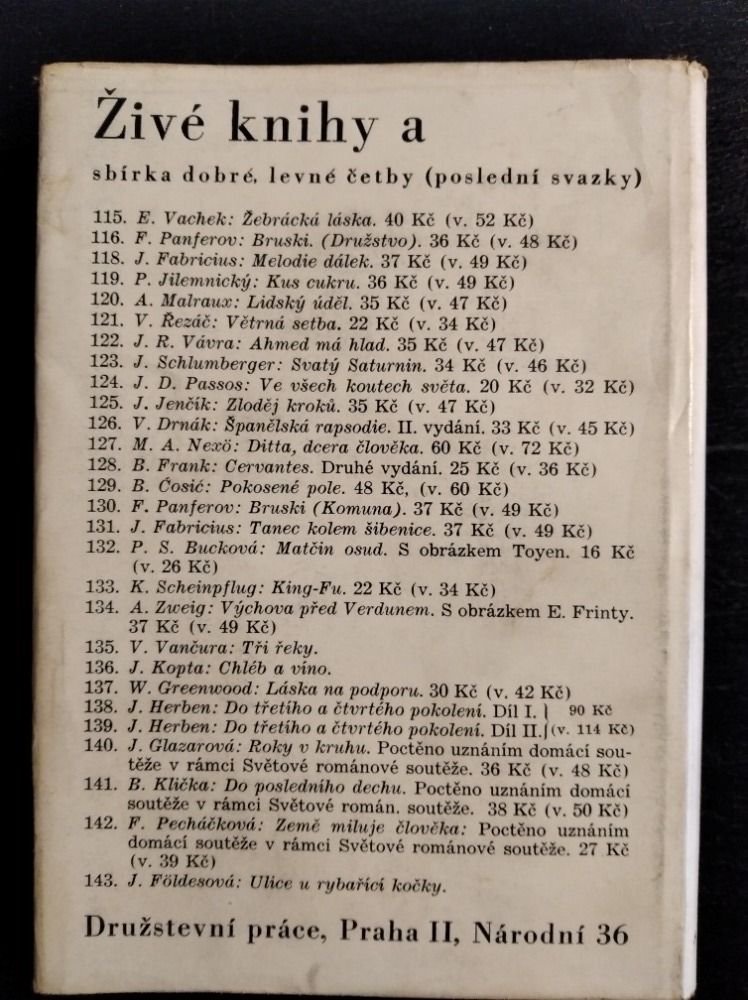 Živé knihy a
sbírka dobré, levné četby (poslední svazky)
115. E. Vachek: Žebrácká láska. 40 Kč (v. 52 Kč)
116. F. Panferov: Bruski. (Družstvo). 36 Kč (v. 48 Kč)
118. J. Fabricius: Melodie dálek. 37 Kč (v. 49 Kč)
119. P. Jilemnický: Kus cukru. 36 Kč (v. 49 Kč)
120. A. Malraux: Lidský úděl. 35 Kč (v. 47 Kč)
121. V. Řezáč: Větrná setba. 22 Kč (v. 34 Kč)
122. J. R. Vávra: Ahmed má hlad. 35 Kč (v. 47 Kč)
123. J. Schlumberger: Svatý Saturnin. 34 Kč (v. 46 Kč)
124. J. D. Passos: Ve všech koutech světa. 20 Kč (v. 32 Kč)
125. J. Jenčík: Zloděj kroků. 35 Kč (v. 47 Kč)
126. V. Drnák: Španělská rapsodie. II. vydání. 33 Kč (v. 45 Kč)
127. M. A. Nexö: Ditta, dcera člověka. 60 Kč (v. 72 Kč)
128. B. Frank: Cervantes. Druhé vydání. 25 Kč (v. 36 Kč)
129. B. Ćosić: Pokosené pole. 48 Kč, (v. 60 Kč)
130. F. Panferov: Bruski (Komuna). 37 Kč (v. 49 Kč)
131. J. Fabricius: Tanec kolem šibenice. 37 Kč (v. 49 Kč)
132. P. S. Bucková: Matčin osud. S obrázkem Toyen. 16 Kč
(v. 26 Kč)
133. K. Scheinpflug: King-Fu. 22 Kč (v. 34 Kč)
134. A. Zweig: Výchova před Verdunem. S obrázkem E. Frinty.
37 Kč (v. 49 Kč)
135. V. Vančura: Tři řeky.
136. J. Kopta: Chléb a víno.
137. W. Greenwood: Láska na podporu. 30 Kč (v. 42 Kč)
138. J. Herben: Do třetího a čtvrtého pokolení. Díl I. } 90 Kč
139. J. Herben: Do třetího a čtvrtého pokolení. Díl II. } (v. 114 Kč)
140. J. Glazarová: Roky v kruhu. Poctěno uznáním domácí sou-
těže v rámci Světové románové soutěže. 36 Kč (v. 48 Kč)
141. B. Klička: Do posledního dechu. Poctěno uznáním domácí
soutěže v rámci Světové román. soutěže. 38 Kč (v. 50 Kč)
142. F. Pecháčková: Země miluje člověka: Poctěno uznáním
domácí soutěže v rámci Světové románové soutěže. 27 Kč
(v. 39 Kč)
143. J. Földesová: Ulice u rybařící kočky.
Družstevní práce, Praha II, Národní 36